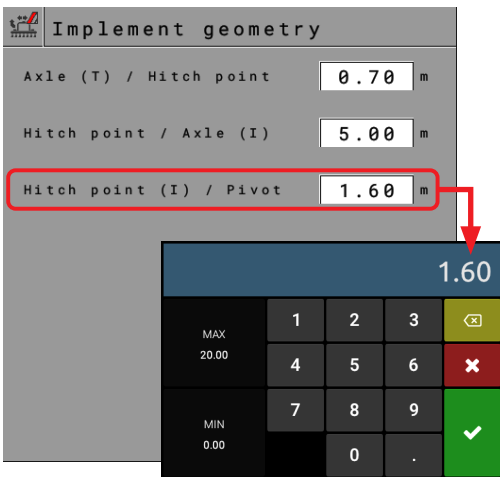 Implement geometry
Axle (T) / Hitch point 0.70 m
Hitch point / Axle (I) 5.00 m
Hitch point (I) / Pivot 1.60 m
1.60
MAX
20.00
1 2 3
4 5 6
MIN
0.00
7 8 9
0 .